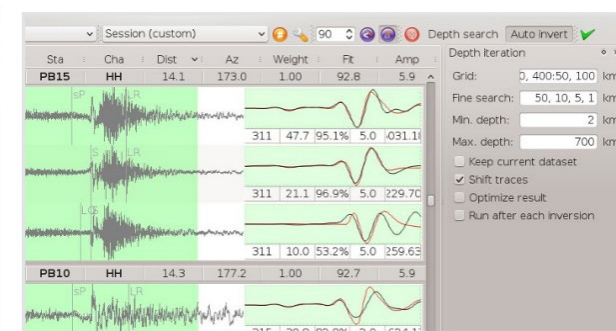 Session (custom) 90 Depth search Auto invert
Sta Cha Dist Az Weight Fit Amp Depth iteration
PB15 HH 14.1 173.0 1.00 92.8 5.9 Grid: 0, 400:50, 100 km
Fine search: 50, 10, 5, 1 km
sP LR
311 47.7 95.1% 5.0 Min. depth: 2 km
Max. depth: 700 km
S LR
311 21.1 96.9% 5.0 229.70 Keep current dataset
Shift traces
Optimize result
LR
311 10.0 53.2% 5.0 259.63 Run after each inversion
PB10 HH 14.3 177.2 1.00 92.7 5.9
sP LR